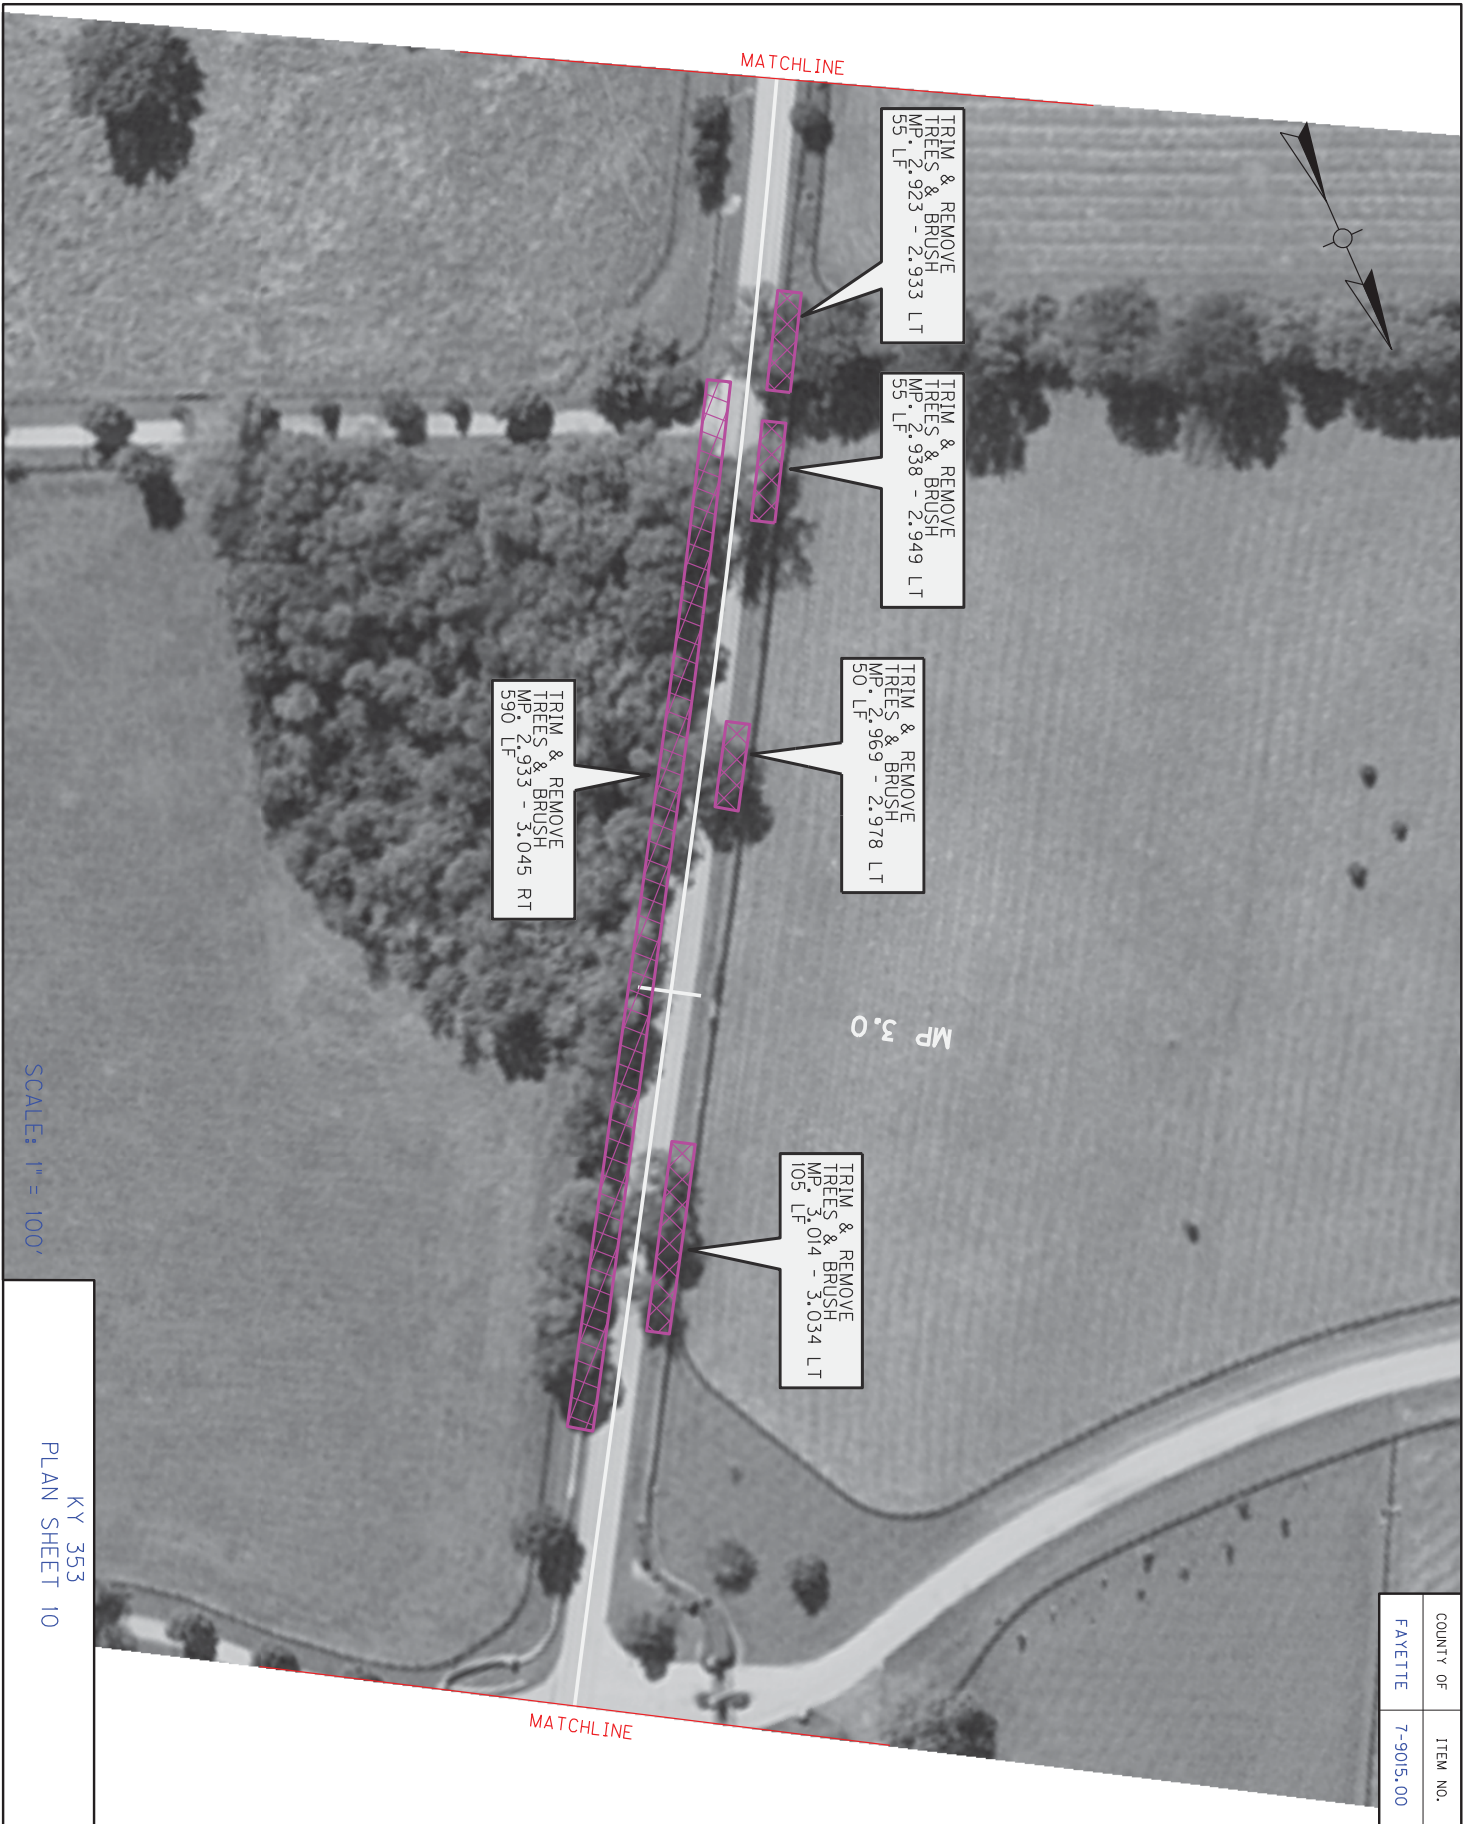 COUNTY OF
ITEM NO.
FAYETTE
7-9015.00
MATCHLINE
TRIM & REMOVE
TREES & BRUSH
MP. 2.923 - 2.933 LT
55 LF
TRIM & REMOVE
TREES & BRUSH
MP. 2.938 - 2.949 LT
55 LF
TRIM & REMOVE
TREES & BRUSH
MP. 2.969 - 2.978 LT
50 LF
MP 3.0
TRIM & REMOVE
TREES & BRUSH
MP. 3.014 - 3.034 LT
105 LF
TRIM & REMOVE
TREES & BRUSH
MP. 2.933 - 3.045 RT
590 LF
MATCHLINE
SCALE: 1" = 100'
KY 353
PLAN SHEET 10